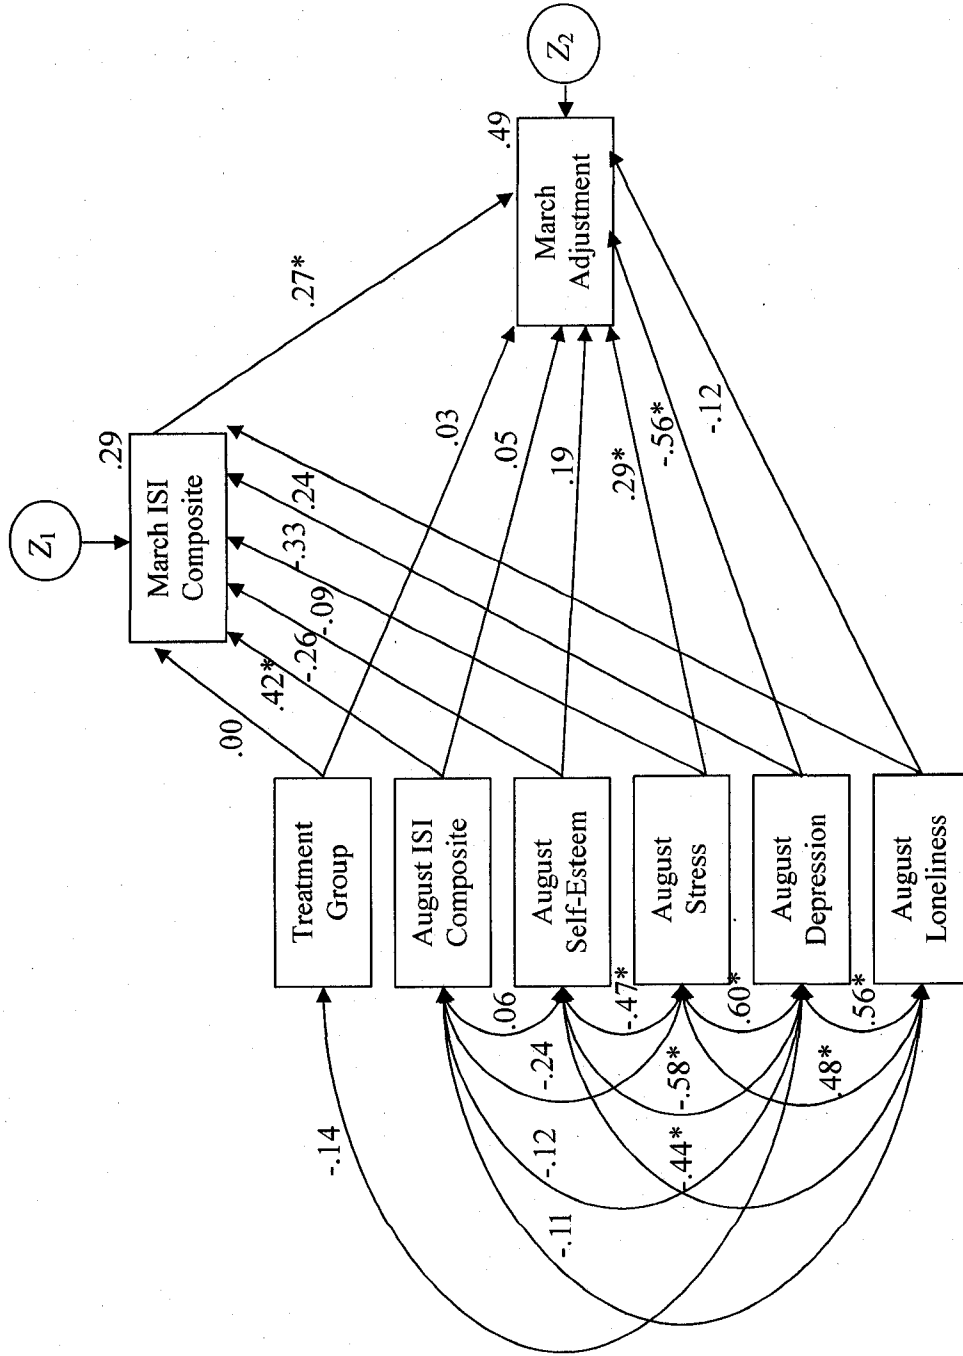 Z1
March ISI
Composite
.29
.27*
Z2
.49
March
Adjustment
.00
.42*
-.26
-.09
-.33
.24
.03
.05
.19
.29*
-.56*
-.12
Treatment
Group
August ISI
Composite
August
Self-Esteem
August
Stress
August
Depression
August
Loneliness
.06
-.47*
.60*
.56*
-.24
-.58*
.48*
-.12
-.44*
-.11
-.14